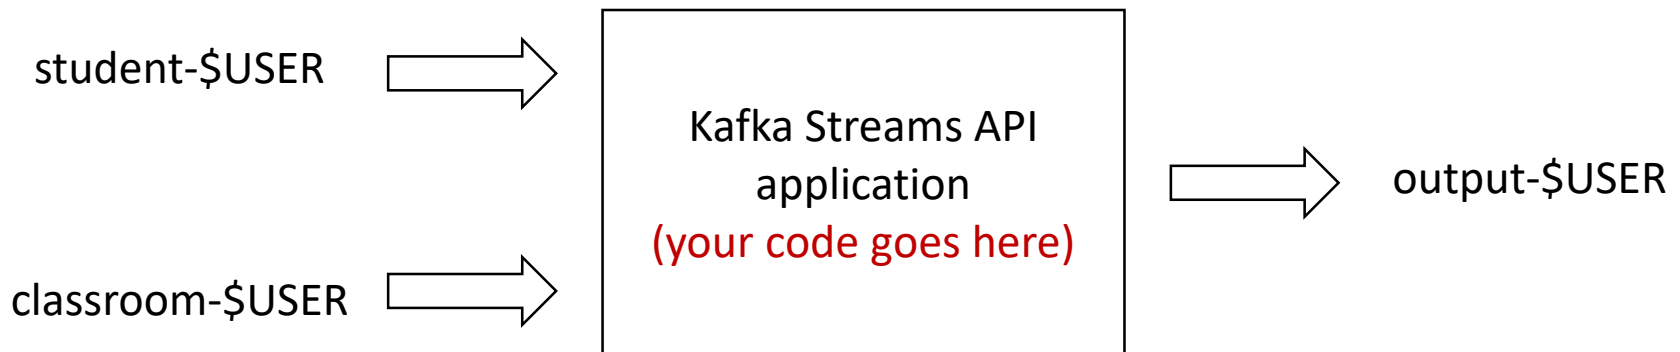 student-$USER
classroom-$USER
Kafka Streams API
application
(your code goes here)
output-$USER